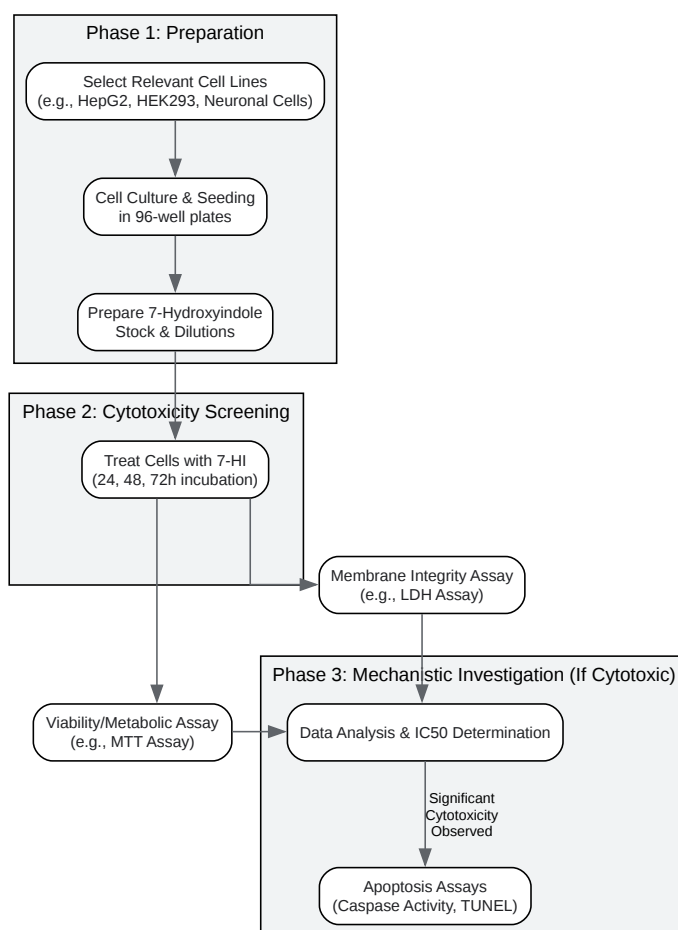 Phase 1: Preparation
Select Relevant Cell Lines
(e.g., HepG2, HEK293, Neuronal Cells)
Cell Culture & Seeding
in 96-well plates
Prepare 7-Hydroxyindole
Stock & Dilutions
Phase 2: Cytotoxicity Screening
Treat Cells with 7-HI
(24, 48, 72h incubation)
Membrane Integrity Assay
(e.g., LDH Assay)
Phase 3: Mechanistic Investigation (If Cytotoxic)
Viability/Metabolic Assay
(e.g., MTT Assay)
Data Analysis & IC50 Determination
Significant
Cytotoxicity
Observed
Apoptosis Assays
(Caspase Activity, TUNEL)